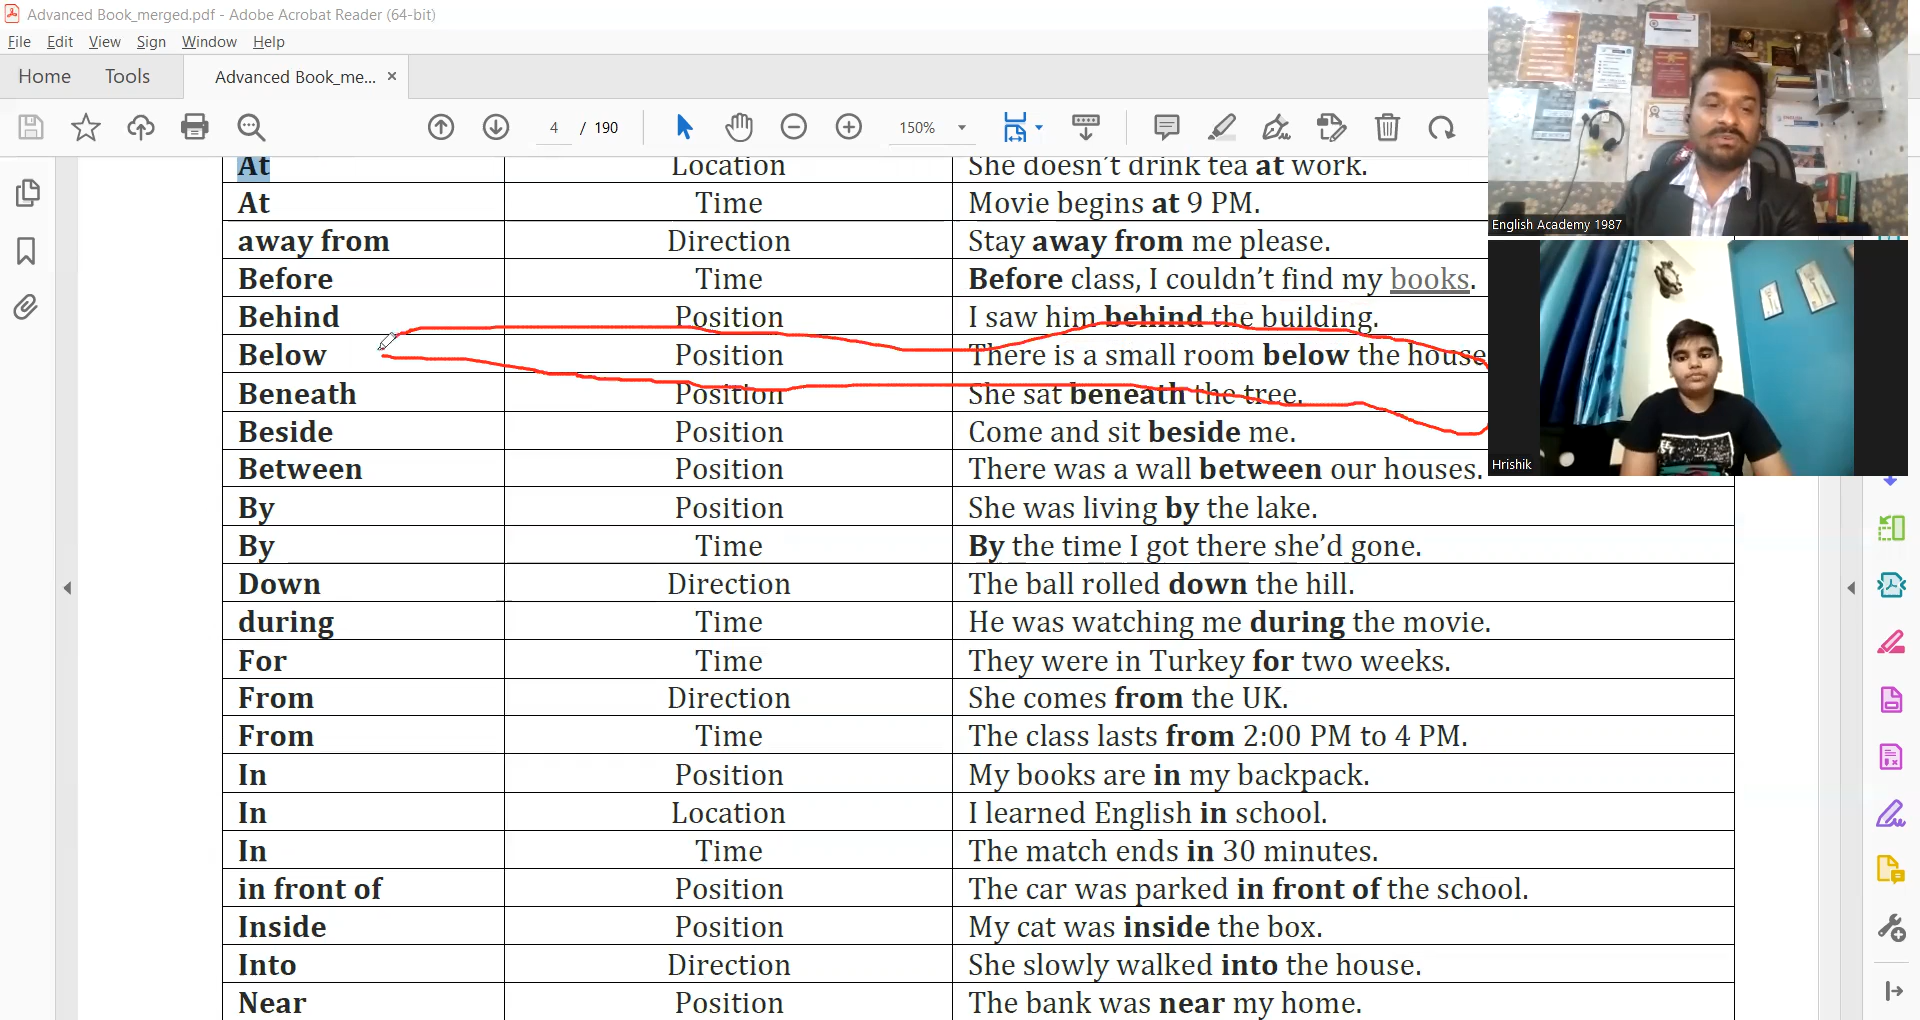 Advanced Book_merged.pdf - Adobe Acrobat Reader (64-bit)
File Edit View Sign Window Help
Home Tools Advanced Book_me... ×
4 / 190 150%
At Location She doesn’t drink tea at work.
At Time Movie begins at 9 PM.
away from Direction Stay away from me please.
Before Time Before class, I couldn’t find my books.
Behind Position I saw him behind the building.
Below Position There is a small room below the house
Beneath Position She sat beneath the tree.
Beside Position Come and sit beside me.
Between Position There was a wall between our houses.
By Position She was living by the lake.
By Time By the time I got there she’d gone.
Down Direction The ball rolled down the hill.
during Time He was watching me during the movie.
For Time They were in Turkey for two weeks.
From Direction She comes from the UK.
From Time The class lasts from 2:00 PM to 4 PM.
In Position My books are in my backpack.
In Location I learned English in school.
In Time The match ends in 30 minutes.
in front of Position The car was parked in front of the school.
Inside Position My cat was inside the box.
Into Direction She slowly walked into the house.
Near Position The bank was near my home.
English Academy 1987
Hrishik